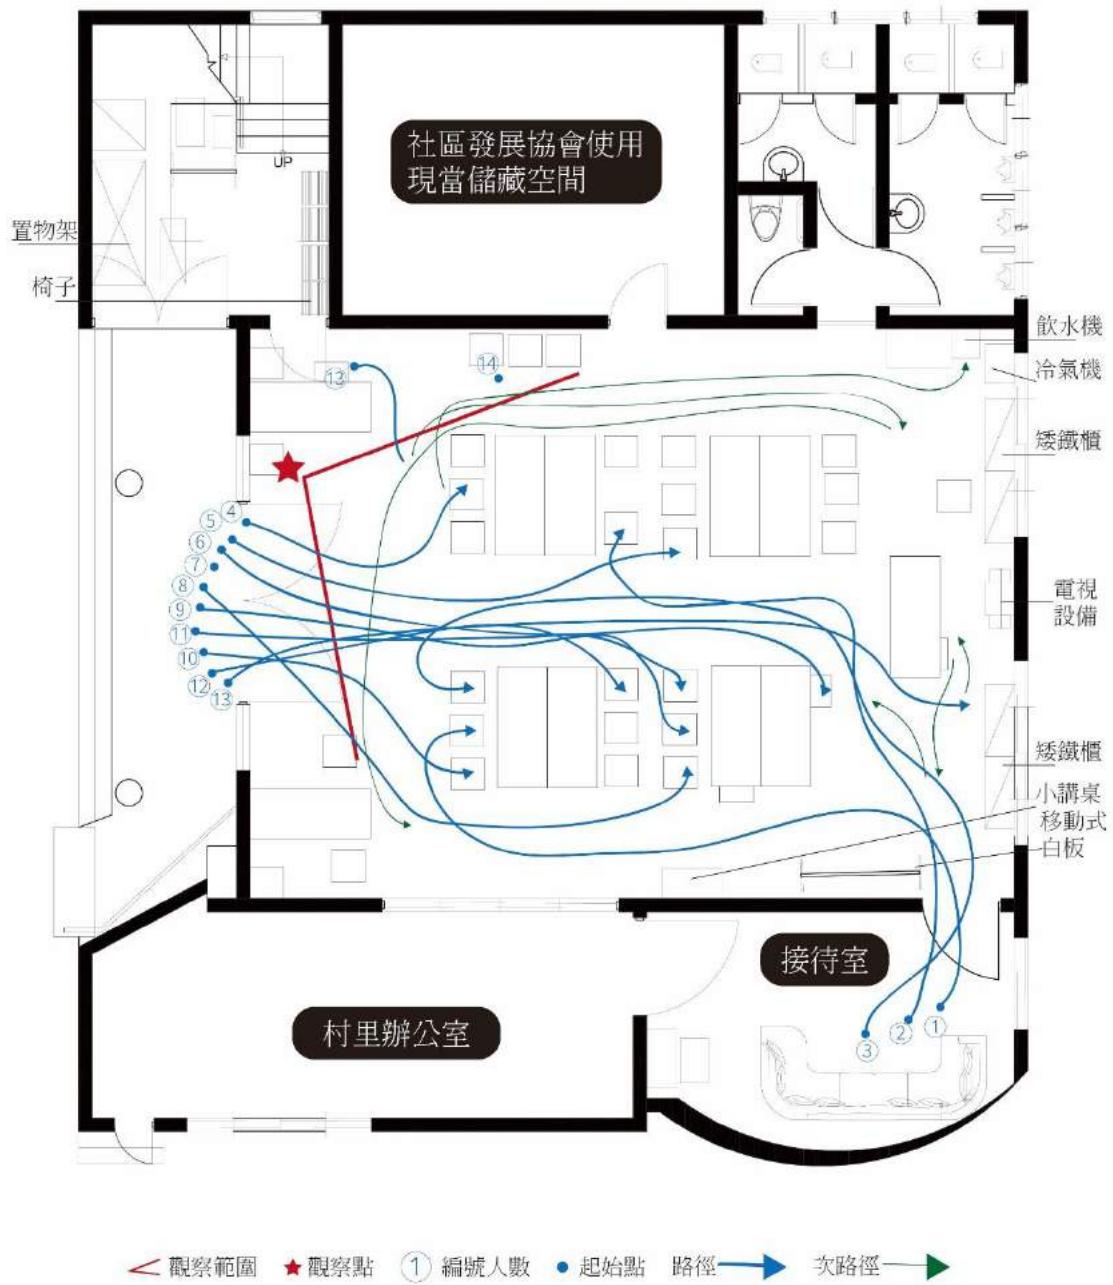 社區發展協會使用
現當儲藏空間
UP
置物架
椅子
飲水機
冷氣機
矮鐵櫃
電視
設備
矮鐵櫃
小講桌
移動式
白板
13
14
4
5
6
7
8
9
11
10
12
13
接待室
村里辦公室
1
2
3
觀察範圍 觀察點 1 編號人數 起始點 路徑 次路徑